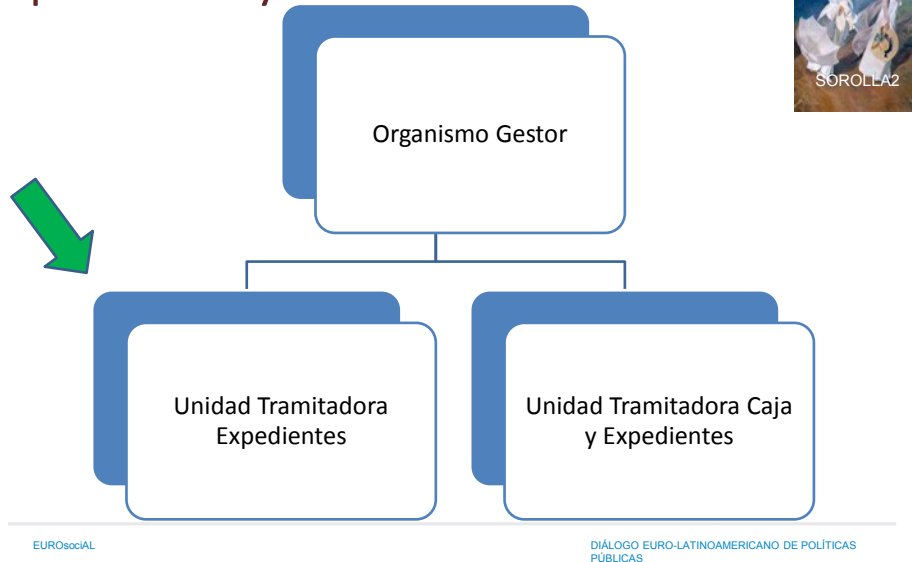 SOROLLA2
Organismo Gestor
Unidad Tramitadora
Expedientes
Unidad Tramitadora Caja
y Expedientes
EUROsociAL
DIÁLOGO EURO-LATINOAMERICANO DE POLÍTICAS
PÚBLICAS